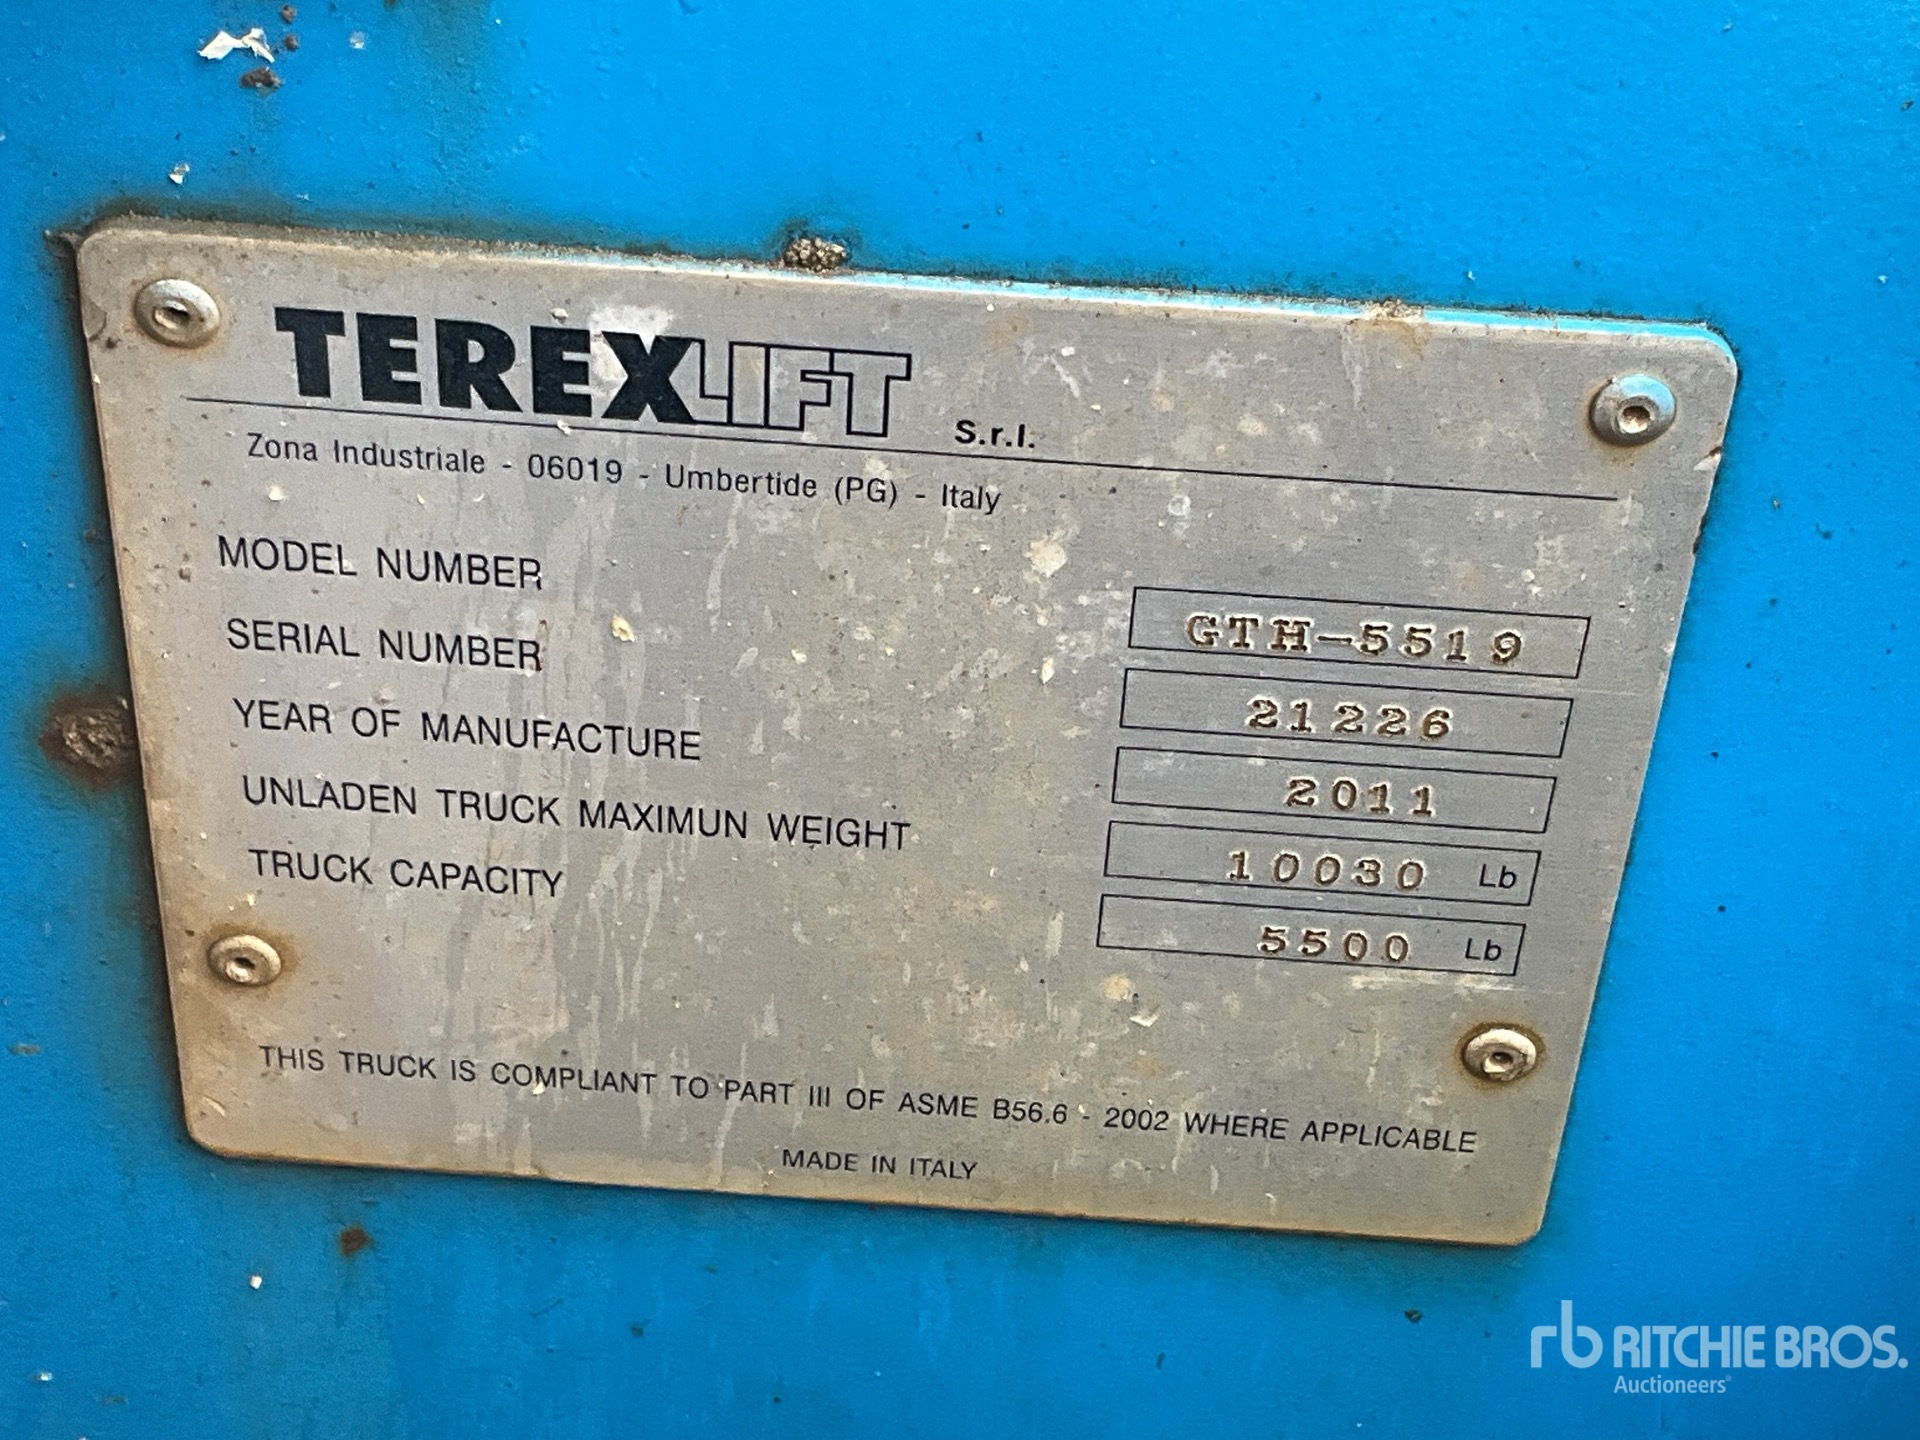 TEREXLIFT S.r.l.
Zona Industriale - 06019 - Umbertide (PG) - Italy
MODEL NUMBER GTH-5519
SERIAL NUMBER 21226
YEAR OF MANUFACTURE 2011
UNLADEN TRUCK MAXIMUN WEIGHT 10030 Lb
TRUCK CAPACITY 5500 Lb
THIS TRUCK IS COMPLIANT TO PART III OF ASME B56.6 - 2002 WHERE APPLICABLE
MADE IN ITALY
rb RITCHIE BROS.
Auctioneers